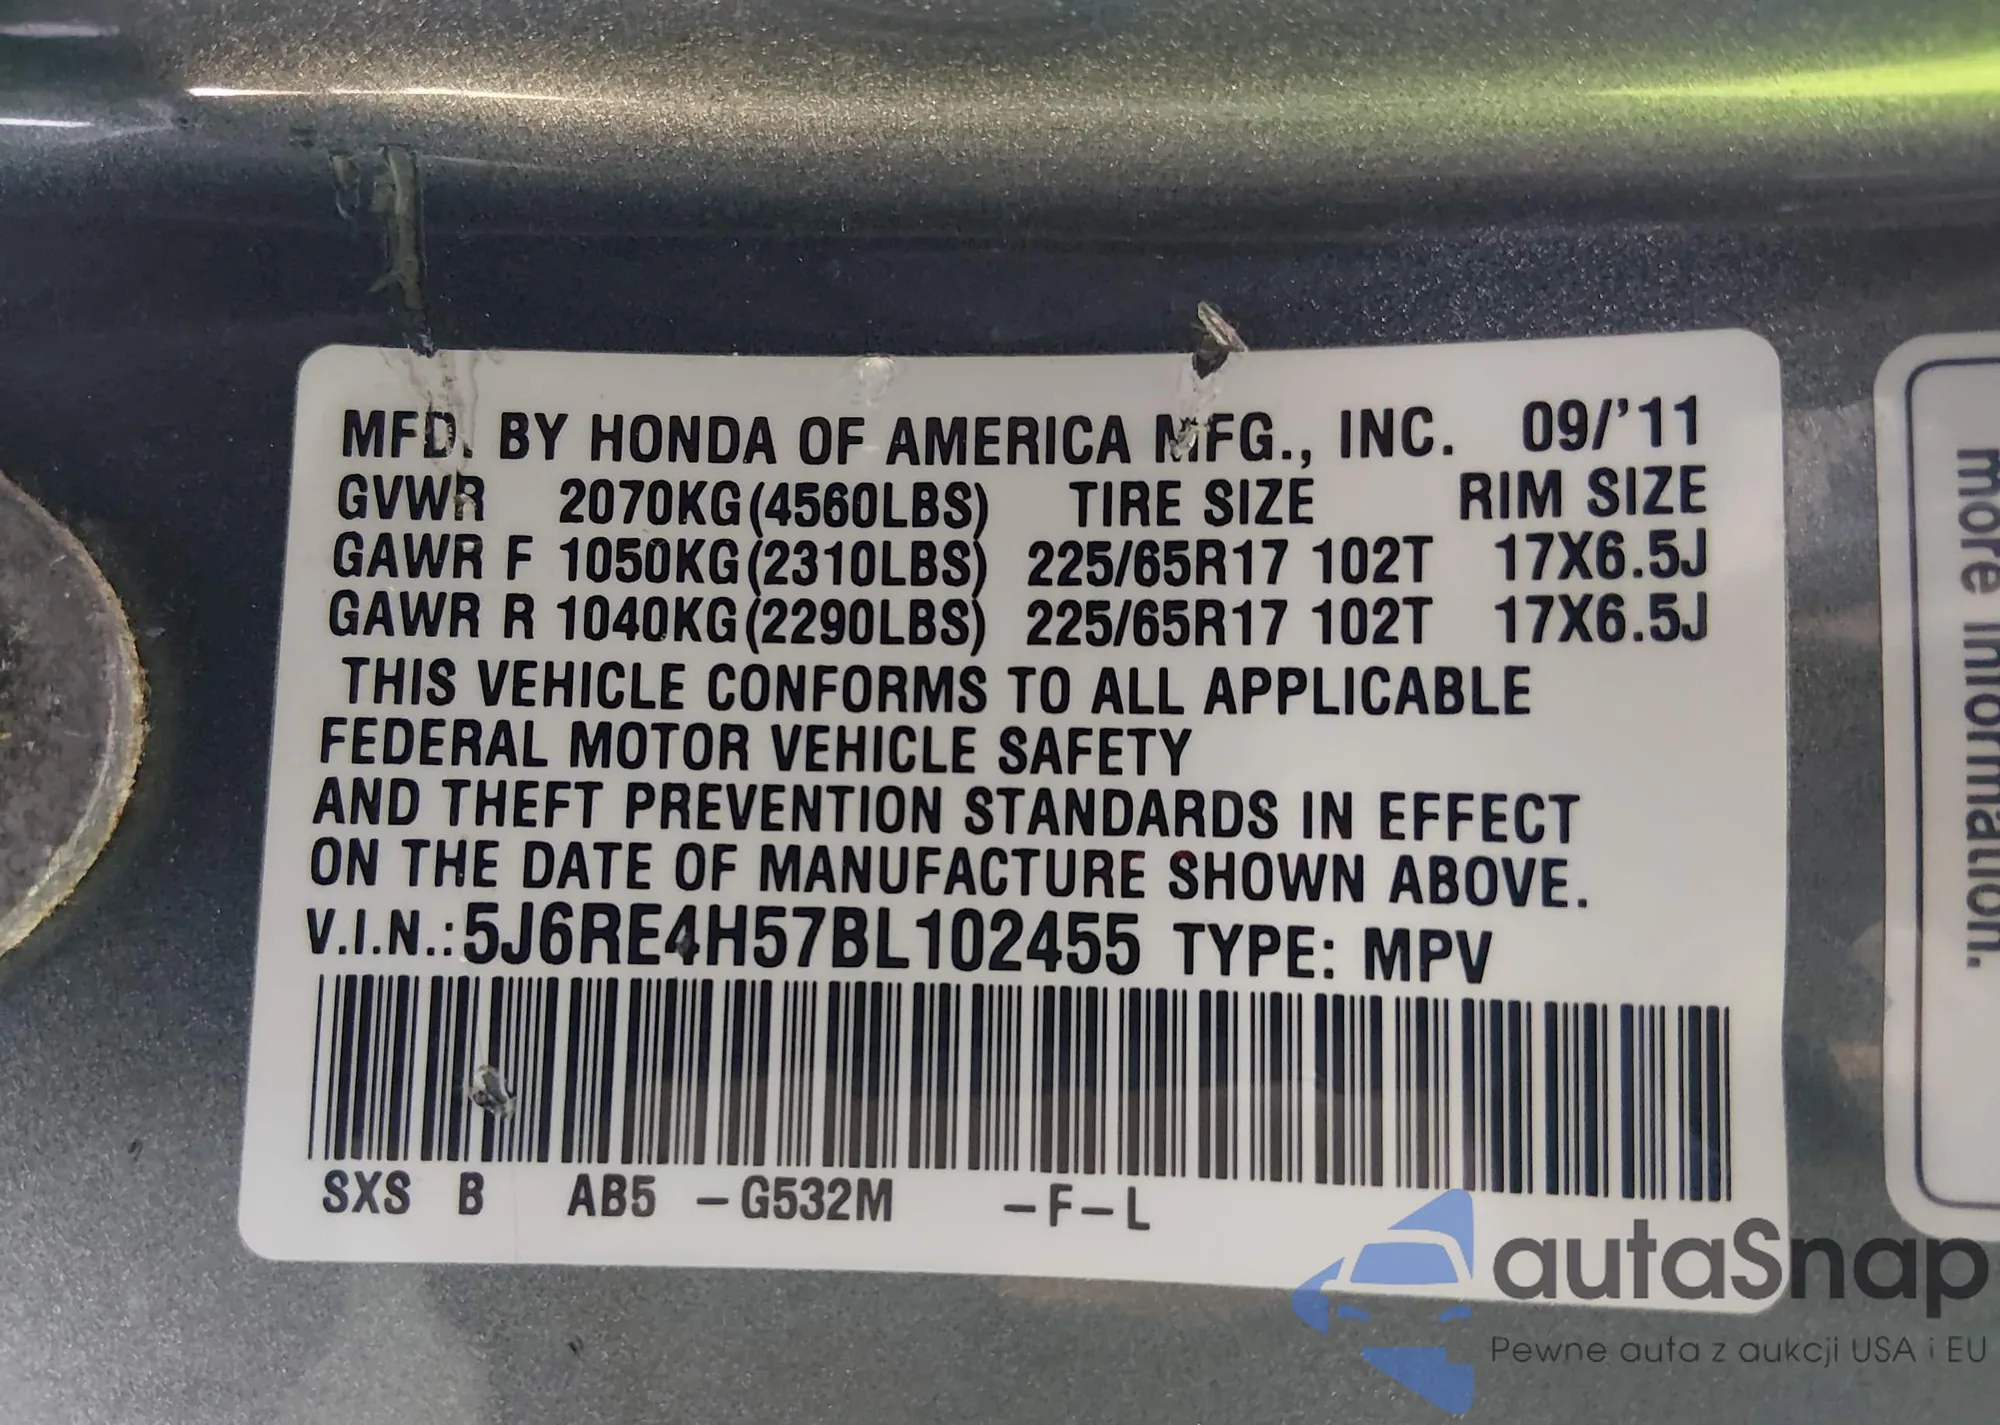 MFD. BY HONDA OF AMERICA MFG., INC. 09/'11
GVWR 2070KG(4560LBS) TIRE SIZE RIM SIZE
GAWR F 1050KG(2310LBS) 225/65R17 102T 17X6.5J
GAWR R 1040KG(2290LBS) 225/65R17 102T 17X6.5J
THIS VEHICLE CONFORMS TO ALL APPLICABLE
FEDERAL MOTOR VEHICLE SAFETY
AND THEFT PREVENTION STANDARDS IN EFFECT
ON THE DATE OF MANUFACTURE SHOWN ABOVE.
V.I.N.:5J6RE4H57BL102455 TYPE: MPV
SXS B AB5 -G532M -F-L
more information.
autaSnap
Pewne auta z aukcji USA i EU